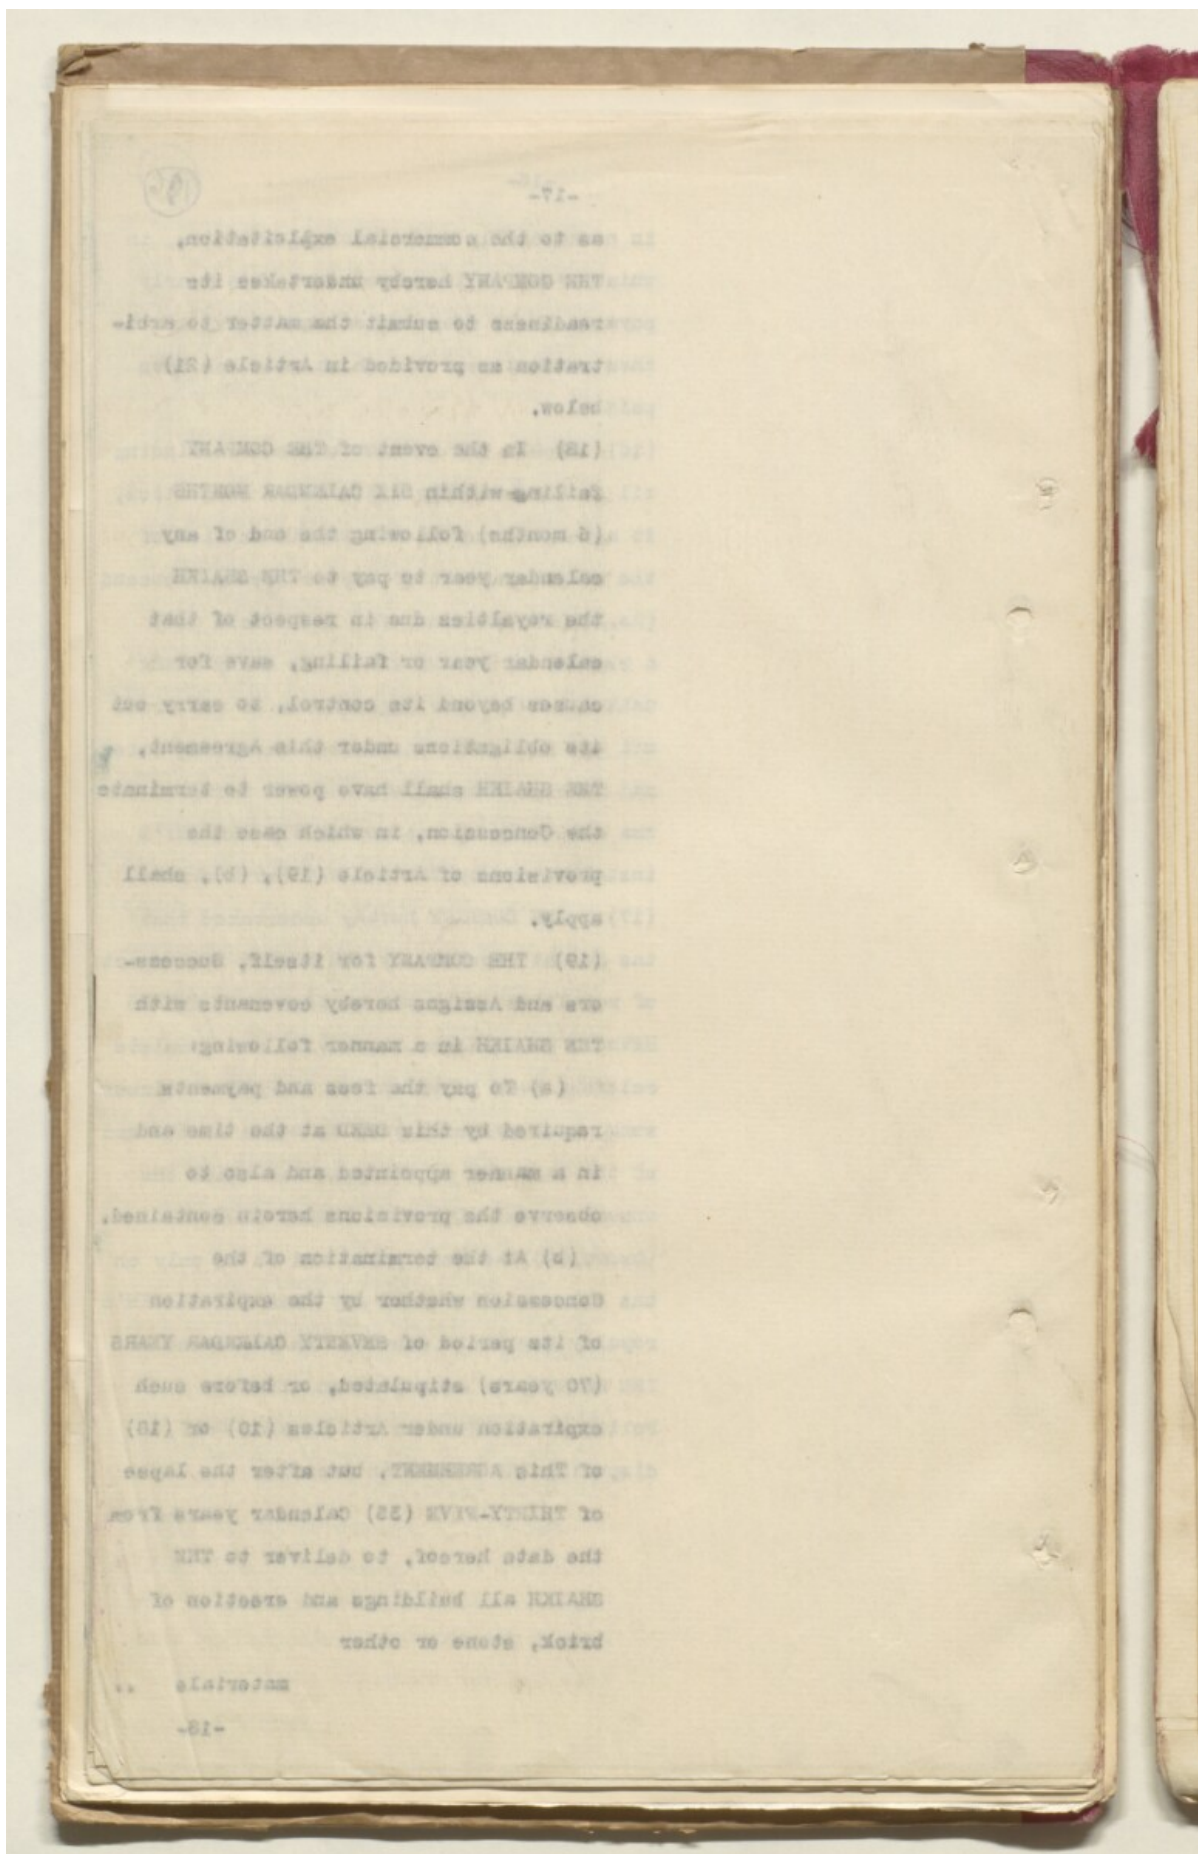 -17-
as to the commercial exploitation,
THE COMPANY hereby undertakes its
readiness to submit the matter to arbi-
tration as provided in Article (21)
below.
(18) In the event of THE COMPANY
failing within SIX CALENDAR MONTHS
(6 months) following the end of any
calendar year to pay to THE SHAIKH
the royalties due in respect of that
calendar year or failing, save for
causes beyond its control, to carry out
its obligations under this Agreement,
THE SHAIKH shall have power to terminate
the Concession, in which case the
provisions of Article (19), (b), shall
apply.
(19) THE COMPANY for itself, Success-
ors and Assigns hereby covenants with
THE SHAIKH in a manner following:
(a) To pay the fees and payments
required by this DEED at the time and
in a manner appointed and also to
observe the provisions herein contained.
(b) At the termination of the
Concession whether by the expiration
of its period of SEVENTY CALENDAR YEARS
(70 years) stipulated, or before such
expiration under Articles (10) or (18)
of This AGREEMENT, but after the lapse
of THIRTY-FIVE (35) Calendar years from
the date hereof, to deliver to THE
SHAIKH all buildings and erection of
brick, stone or other
materials ..
-18-